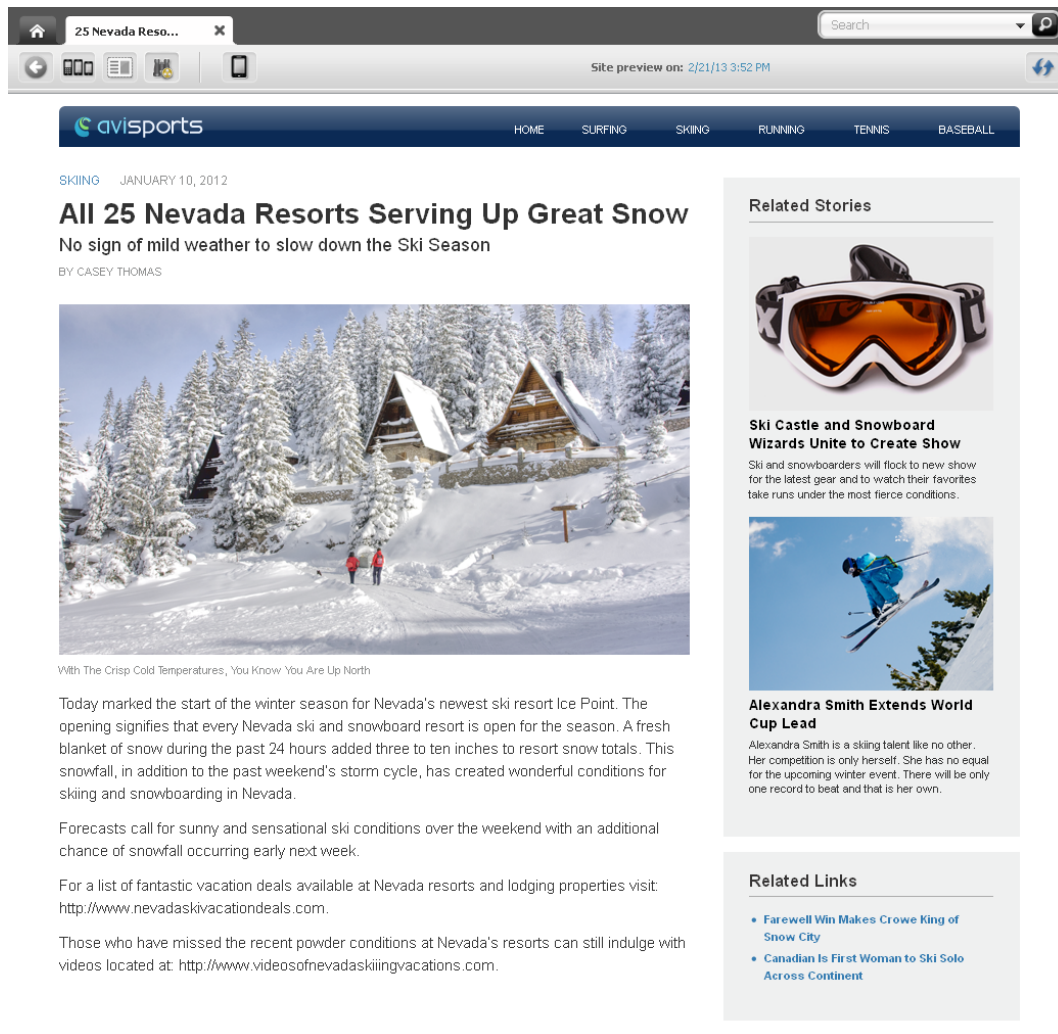 25 Nevada Reso...
Search
Site preview on: 2/21/13 3:52 PM
avisports
HOME SURFING SKIING RUNNING TENNIS BASEBALL
SKIING JANUARY 10, 2012
All 25 Nevada Resorts Serving Up Great Snow
No sign of mild weather to slow down the Ski Season
BY CASEY THOMAS
With The Crisp Cold Temperatures, You Know You Are Up North
Today marked the start of the winter season for Nevada's newest ski resort Ice Point. The
opening signifies that every Nevada ski and snowboard resort is open for the season. A fresh
blanket of snow during the past 24 hours added three to ten inches to resort snow totals. This
snowfall, in addition to the past weekend's storm cycle, has created wonderful conditions for
skiing and snowboarding in Nevada.
Forecasts call for sunny and sensational ski conditions over the weekend with an additional
chance of snowfall occurring early next week.
For a list of fantastic vacation deals available at Nevada resorts and lodging properties visit:
http://www.nevadaskivacationdeals.com.
Those who have missed the recent powder conditions at Nevada's resorts can still indulge with
videos located at: http://www.videosofnevadaskiiingvacations.com.
Related Stories
Ski Castle and Snowboard
Wizards Unite to Create Show
Ski and snowboarders will flock to new show
for the latest gear and to watch their favorites
take runs under the most fierce conditions.
Alexandra Smith Extends World
Cup Lead
Alexandra Smith is a skiing talent like no other.
Her competition is only herself. She has no equal
for the upcoming winter event. There will be only
one record to beat and that is her own.
Related Links
• Farewell Win Makes Crowe King of
Snow City
• Canadian Is First Woman to Ski Solo
Across Continent